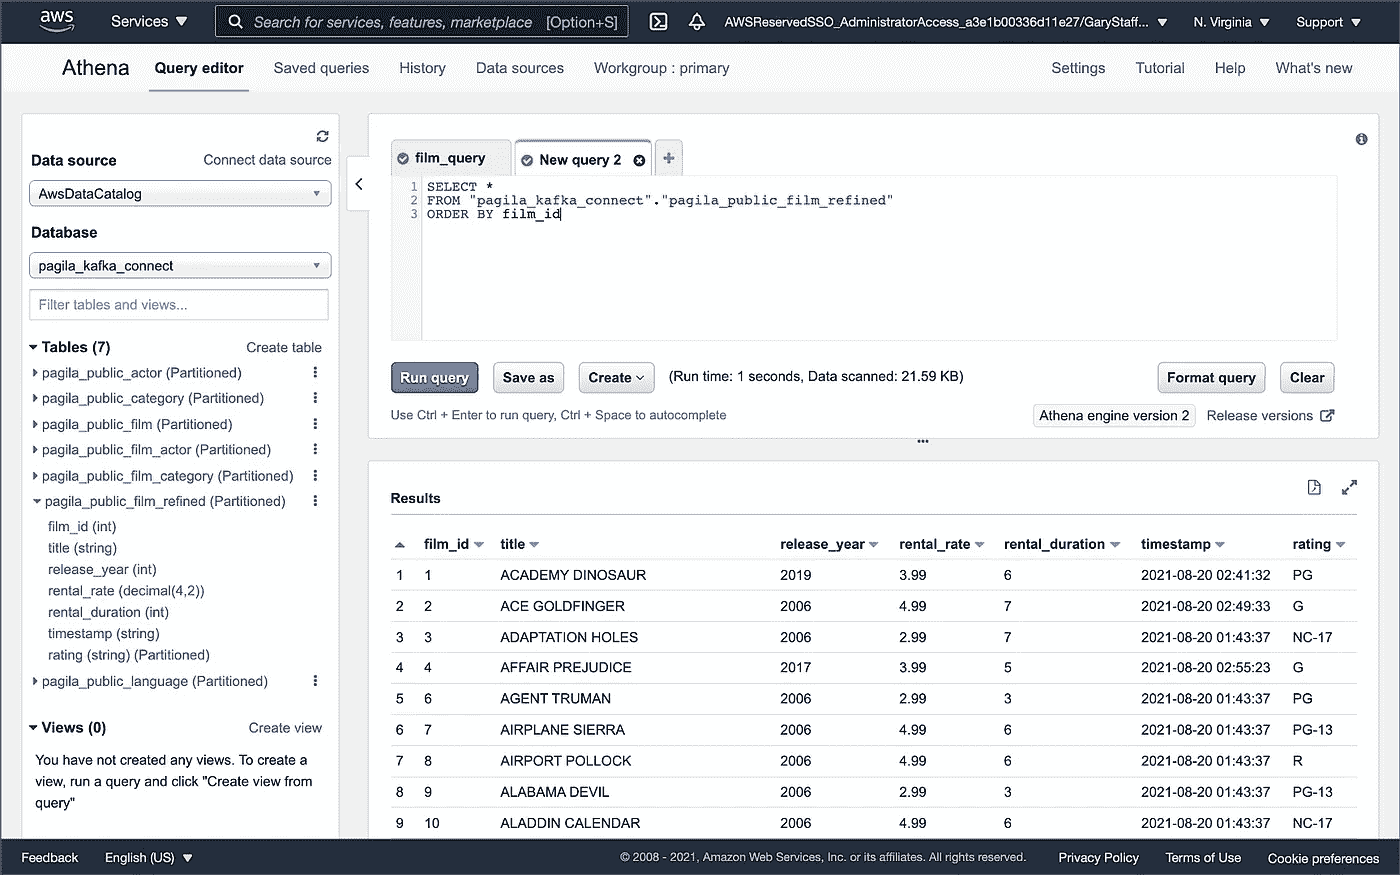 aws Services Search for services, features, marketplace [Option+S] AWSReservedSSO_AdministratorAccess_a3e1b00336d11e27/GaryStaff... N. Virginia Support
Athena Query editor Saved queries History Data sources Workgroup : primary Settings Tutorial Help What's new
Data source Connect data source
AwsDataCatalog
Database
pagila_kafka_connect
Filter tables and views...
Tables (7) Create table
pagila_public_actor (Partitioned)
pagila_public_category (Partitioned)
pagila_public_film (Partitioned)
pagila_public_film_actor (Partitioned)
pagila_public_film_category (Partitioned)
pagila_public_film_refined (Partitioned)
film_id (int)
title (string)
release_year (int)
rental_rate (decimal(4,2))
rental_duration (int)
timestamp (string)
rating (string) (Partitioned)
pagila_public_language (Partitioned)
Views (0) Create view
You have not created any views. To create a
view, run a query and click "Create view from
query"
film_query New query 2
1 SELECT *
2 FROM "pagila_kafka_connect"."pagila_public_film_refined"
3 ORDER BY film_id
Run query Save as Create (Run time: 1 seconds, Data scanned: 21.59 KB) Format query Clear
Use Ctrl + Enter to run query, Ctrl + Space to autocomplete Athena engine version 2 Release versions
Results
film_id title release_year rental_rate rental_duration timestamp rating
1 1 ACADEMY DINOSAUR 2019 3.99 6 2021-08-20 02:41:32 PG
2 2 ACE GOLDFINGER 2006 4.99 7 2021-08-20 02:49:33 G
3 3 ADAPTATION HOLES 2006 2.99 7 2021-08-20 01:43:37 NC-17
4 4 AFFAIR PREJUDICE 2017 3.99 5 2021-08-20 02:55:23 G
5 6 AGENT TRUMAN 2006 2.99 3 2021-08-20 01:43:37 PG
6 7 AIRPLANE SIERRA 2006 4.99 6 2021-08-20 01:43:37 PG-13
7 8 AIRPORT POLLOCK 2006 4.99 6 2021-08-20 01:43:37 R
8 9 ALABAMA DEVIL 2006 2.99 3 2021-08-20 01:43:37 PG-13
9 10 ALADDIN CALENDAR 2006 4.99 6 2021-08-20 01:43:37 NC-17
Feedback English (US) © 2008 - 2021, Amazon Web Services, Inc. or its affiliates. All rights reserved. Privacy Policy Terms of Use Cookie preferences